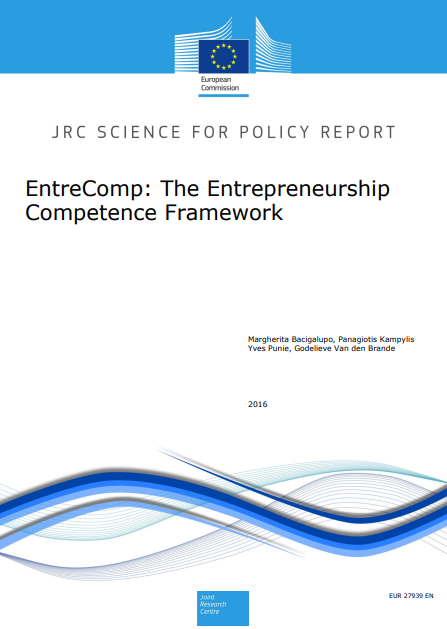 European
Commission
JRC SCIENCE FOR POLICY REPORT
EntreComp: The Entrepreneurship
Competence Framework
Margherita Bacigalupo, Panagiotis Kampylis
Yves Punie, Godelieve Van den Brande
2016
Joint
Research
Centre
EUR 27939 EN